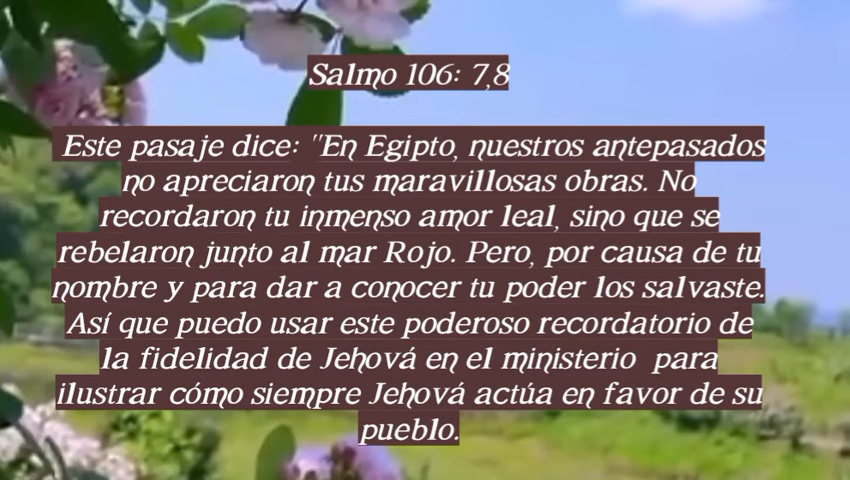 Salmo 106: 7,8
Este pasaje dice: "En Egipto, nuestros antepasados
no apreciaron tus maravillosas obras. No
recordaron tu inmenso amor leal, sino que se
rebelaron junto al mar Rojo. Pero, por causa de tu
nombre y para dar a conocer tu poder los salvaste.
Así que puedo usar este poderoso recordatorio de
la fidelidad de Jehová en el ministerio para
ilustrar cómo siempre Jehová actúa en favor de su
pueblo.